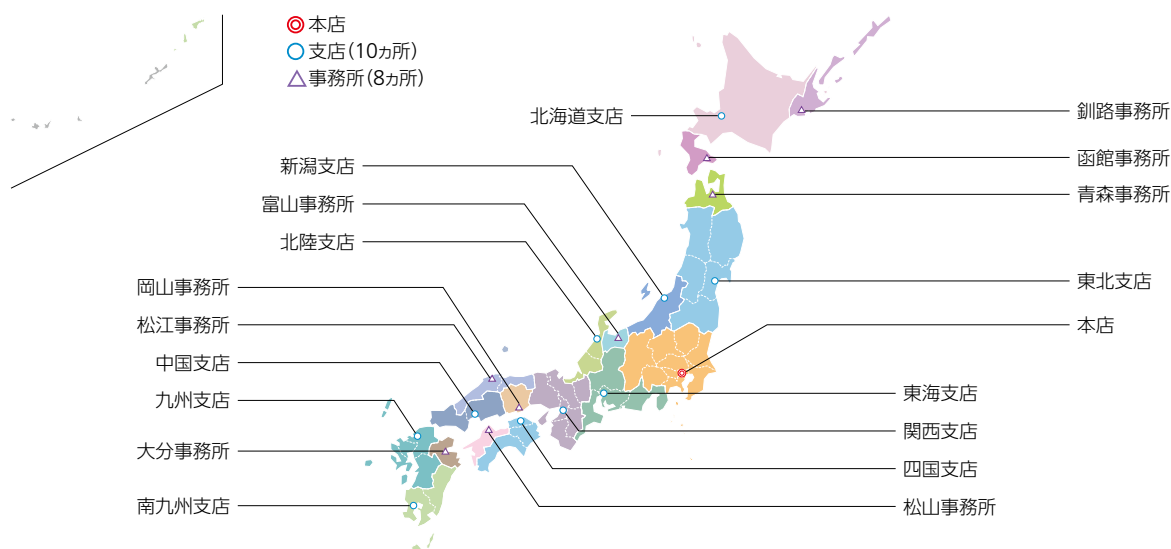 本店
支店(10ヵ所)
事務所(8ヵ所)
北海道支店
新潟支店
富山事務所
北陸支店
岡山事務所
松江事務所
中国支店
九州支店
大分事務所
南九州支店
釧路事務所
函館事務所
青森事務所
東北支店
本店
東海支店
関西支店
四国支店
松山事務所